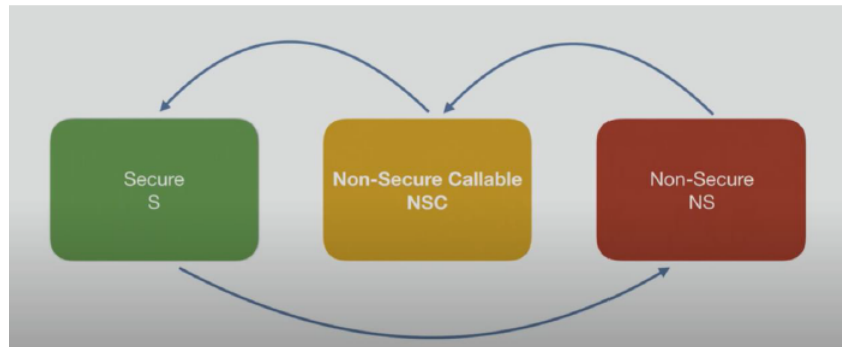 Secure
S
Non-Secure Callable
NSC
Non-Secure
NS